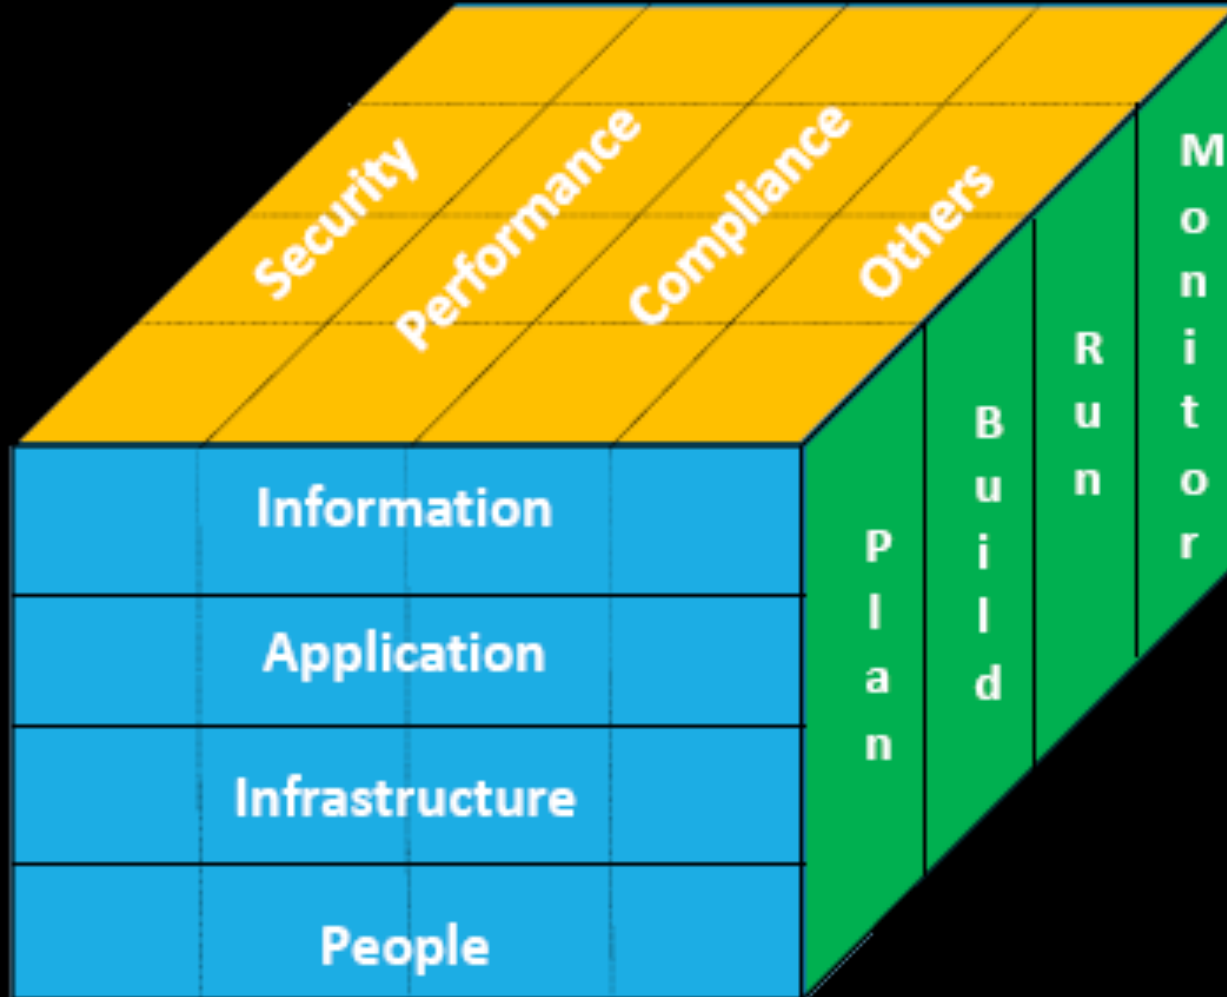 Security
Performance
Compliance
Others
Information
Application
Infrastructure
People
Plan
Build
Run
Monitor